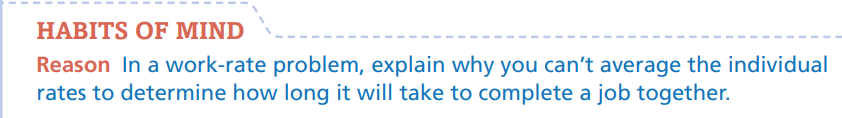 HABITS OF MIND
Reason In a work-rate problem, explain why you can’t average the individual
rates to determine how long it will take to complete a job together.